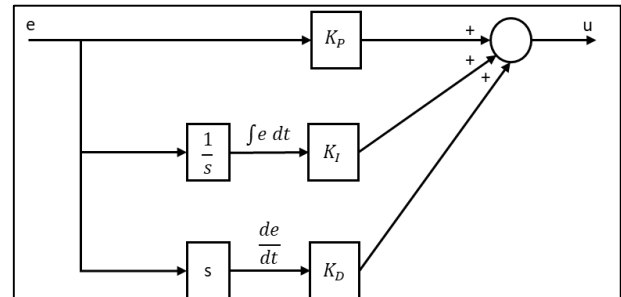 e
K_P
+
u
+
+
1/s
∫e dt
K_I
s
de/dt
K_D